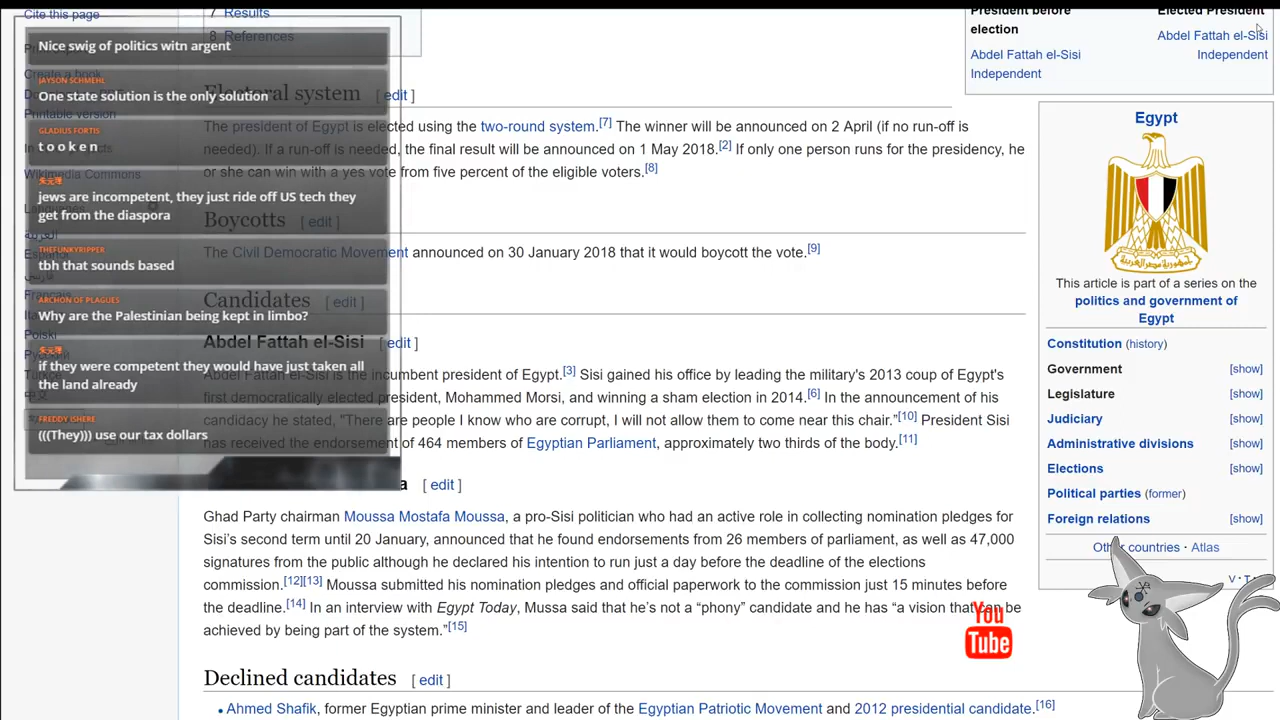 Cite this page
7 Results
8 References
President before
election
Abdel Fattah el-Sisi
Independent
Elected President
Abdel Fattah el-Sisi
Independent
Nice swig of politics witn argent
JAYSON SCHMEHL
One state solution is the only solution
GLADIUS FORTIS
t o o k e n
朱元璋
jews are incompetent, they just ride off US tech they
get from the diaspora
THEFUNKYRIPPER
tbh that sounds based
ARCHON OF PLAGUES
Why are the Palestinian being kept in limbo?
朱元璋
if they were competent they would have just taken all
the land already
FREDDY ISHERE
(((They))) use our tax dollars
Create a book
Printable version
Wikimedia Commons
العربية
Polski
Electoral system [ edit ]
The president of Egypt is elected using the two-round system.[7] The winner will be announced on 2 April (if no run-off is
needed). If a run-off is needed, the final result will be announced on 1 May 2018.[2] If only one person runs for the presidency, he
or she can win with a yes vote from five percent of the eligible voters.[8]
Boycotts [ edit ]
The Civil Democratic Movement announced on 30 January 2018 that it would boycott the vote.[9]
Candidates [ edit ]
Abdel Fattah el-Sisi [ edit ]
Abdel Fattah el-Sisi is the incumbent president of Egypt.[3] Sisi gained his office by leading the military's 2013 coup of Egypt's
first democratically elected president, Mohammed Morsi, and winning a sham election in 2014.[6] In the announcement of his
candidacy he stated, "There are people I know who are corrupt, I will not allow them to come near this chair."[10] President Sisi
has received the endorsement of 464 members of Egyptian Parliament, approximately two thirds of the body.[11]
a [ edit ]
Ghad Party chairman Moussa Mostafa Moussa, a pro-Sisi politician who had an active role in collecting nomination pledges for
Sisi's second term until 20 January, announced that he found endorsements from 26 members of parliament, as well as 47,000
signatures from the public although he declared his intention to run just a day before the deadline of the elections
commission.[12][13] Moussa submitted his nomination pledges and official paperwork to the commission just 15 minutes before
the deadline.[14] In an interview with Egypt Today, Mussa said that he's not a “phony” candidate and he has “a vision that can be
achieved by being part of the system.”[15]
Declined candidates [ edit ]
• Ahmed Shafik, former Egyptian prime minister and leader of the Egyptian Patriotic Movement and 2012 presidential candidate.[16]
Egypt
This article is part of a series on the
politics and government of
Egypt
Constitution (history)
Government [show]
Legislature [show]
Judiciary [show]
Administrative divisions [show]
Elections [show]
Political parties (former)
Foreign relations [show]
Other countries · Atlas
V · T ·
You
Tube